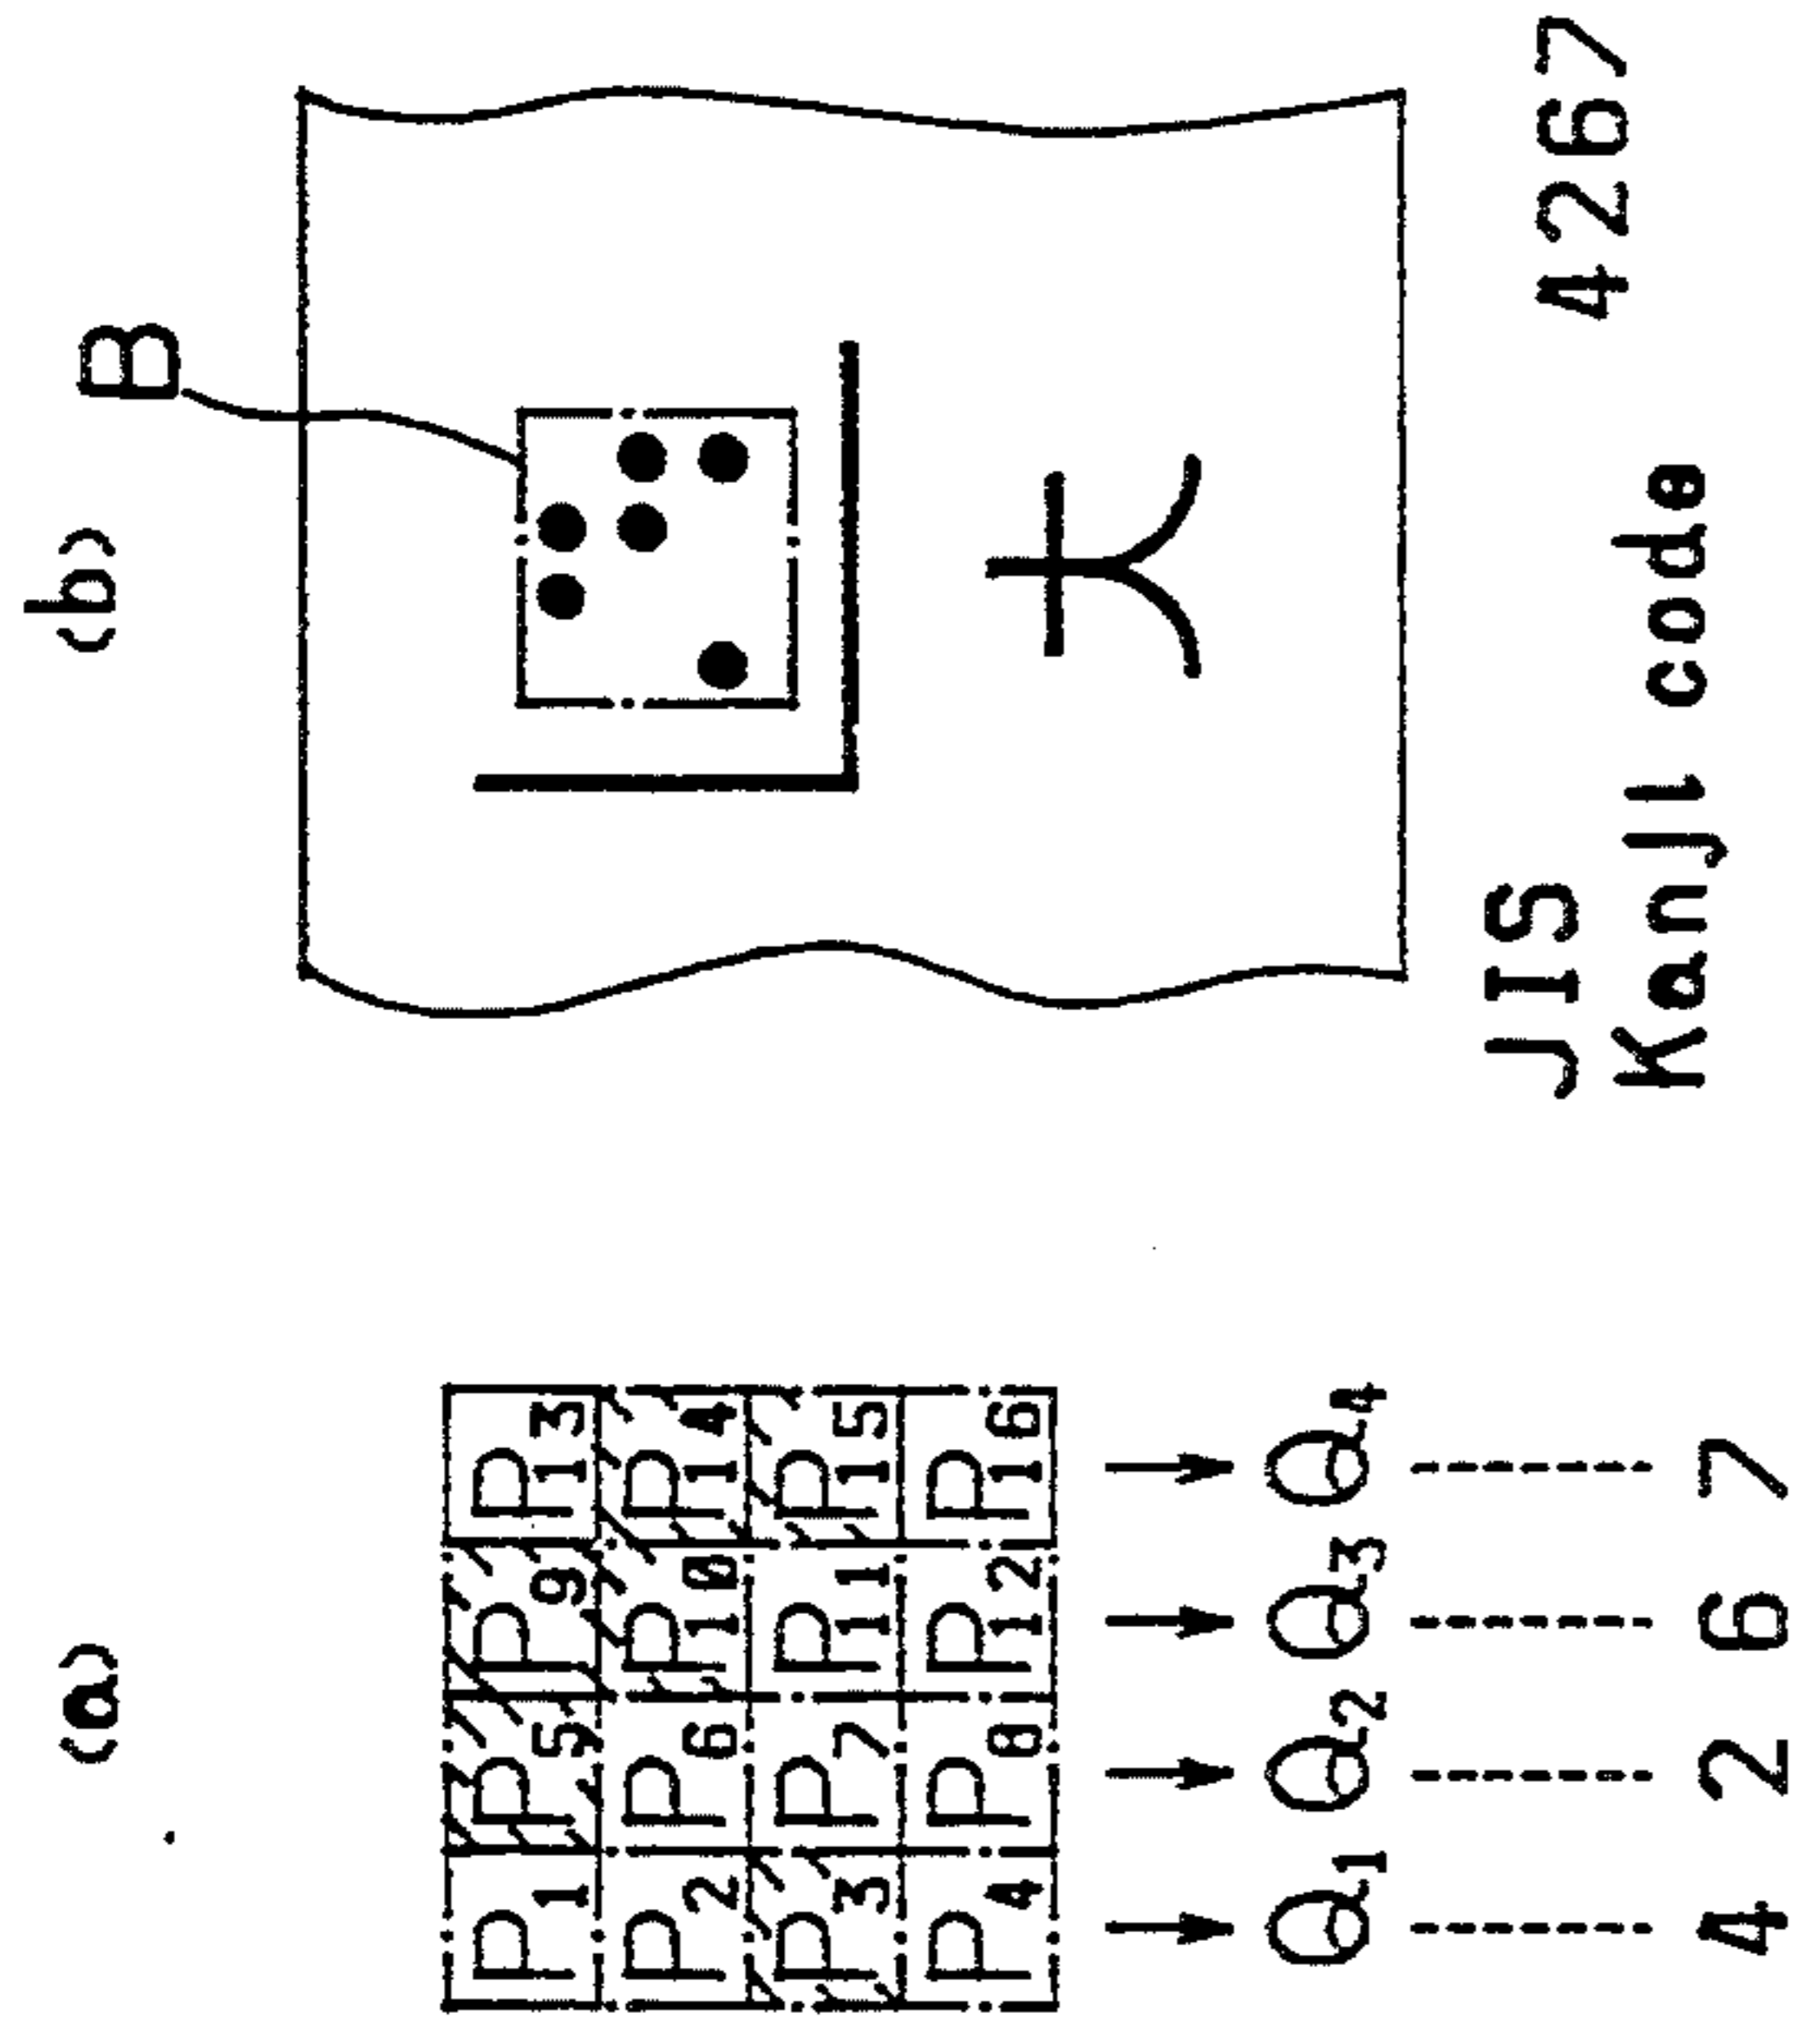 (a)
P1 P5 P9 P13
P2 P6 P10 P14
P3 P7 P11 P15
P4 P8 P12 P16
Q1 Q2 Q3 Q4
4 2 6 7
(b)
B
大
JIS
Kanji code
4267